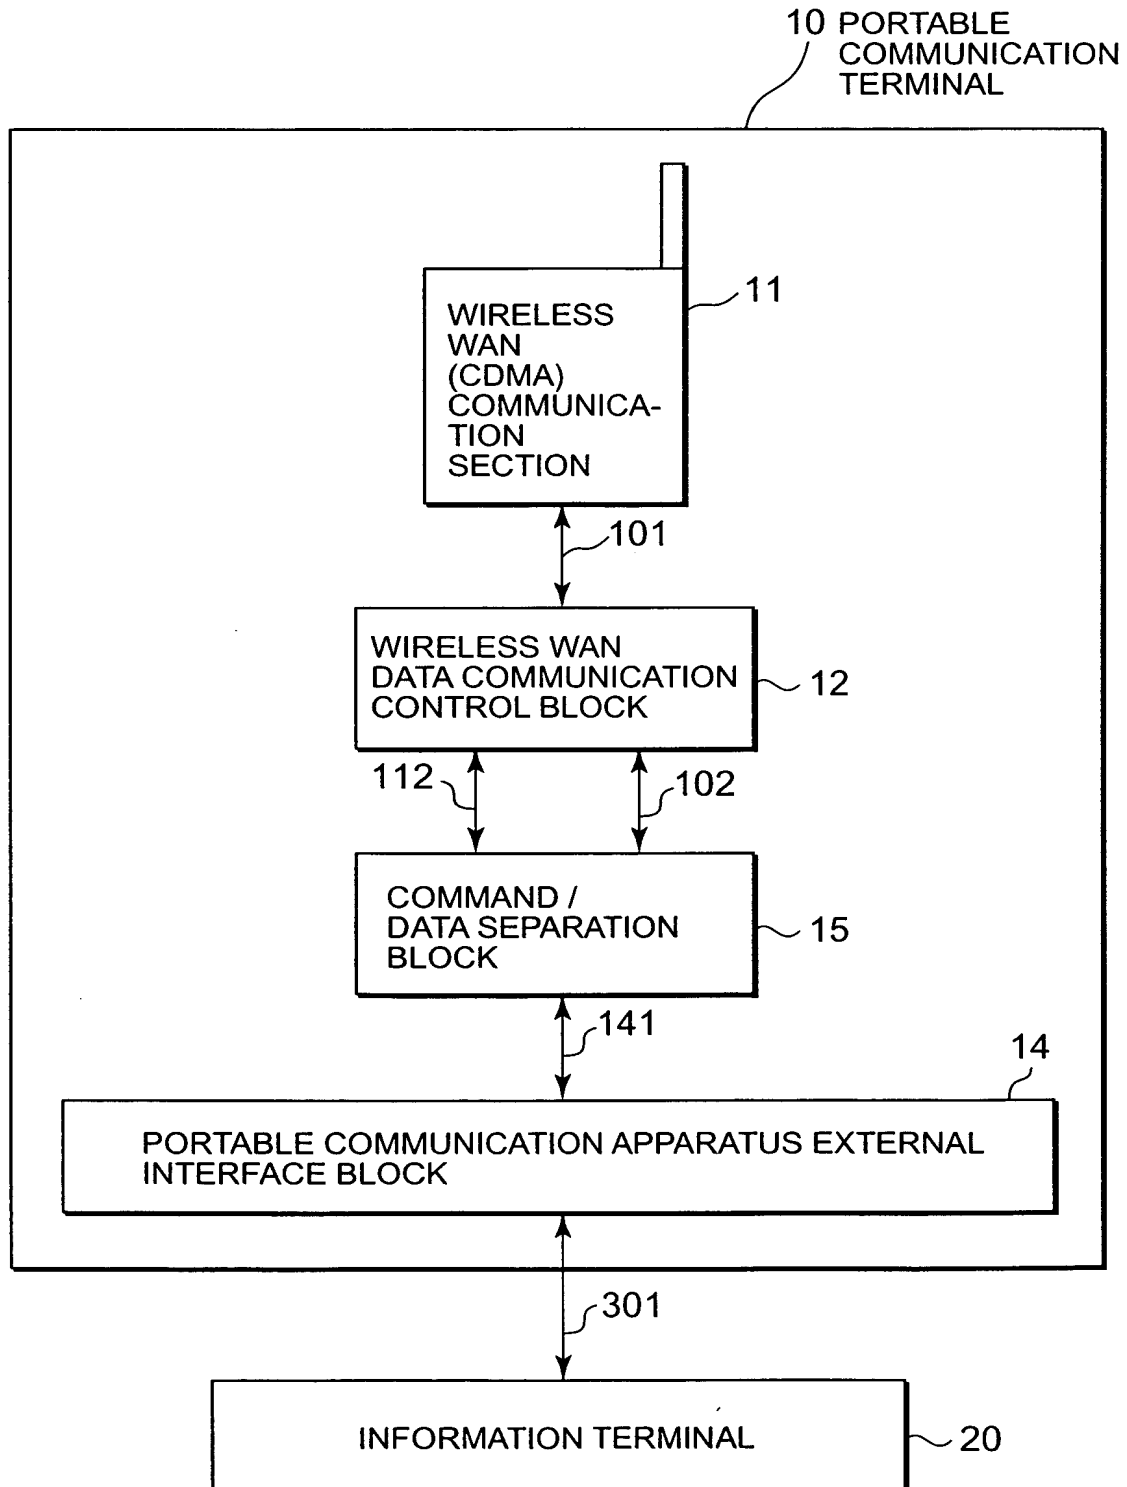 10 PORTABLE
COMMUNICATION
TERMINAL
11
WIRELESS
WAN
(CDMA)
COMMUNICA-
TION
SECTION
101
WIRELESS WAN
DATA COMMUNICATION
CONTROL BLOCK
12
112
102
COMMAND /
DATA SEPARATION
BLOCK
15
141
14
PORTABLE COMMUNICATION APPARATUS EXTERNAL
INTERFACE BLOCK
301
INFORMATION TERMINAL
20